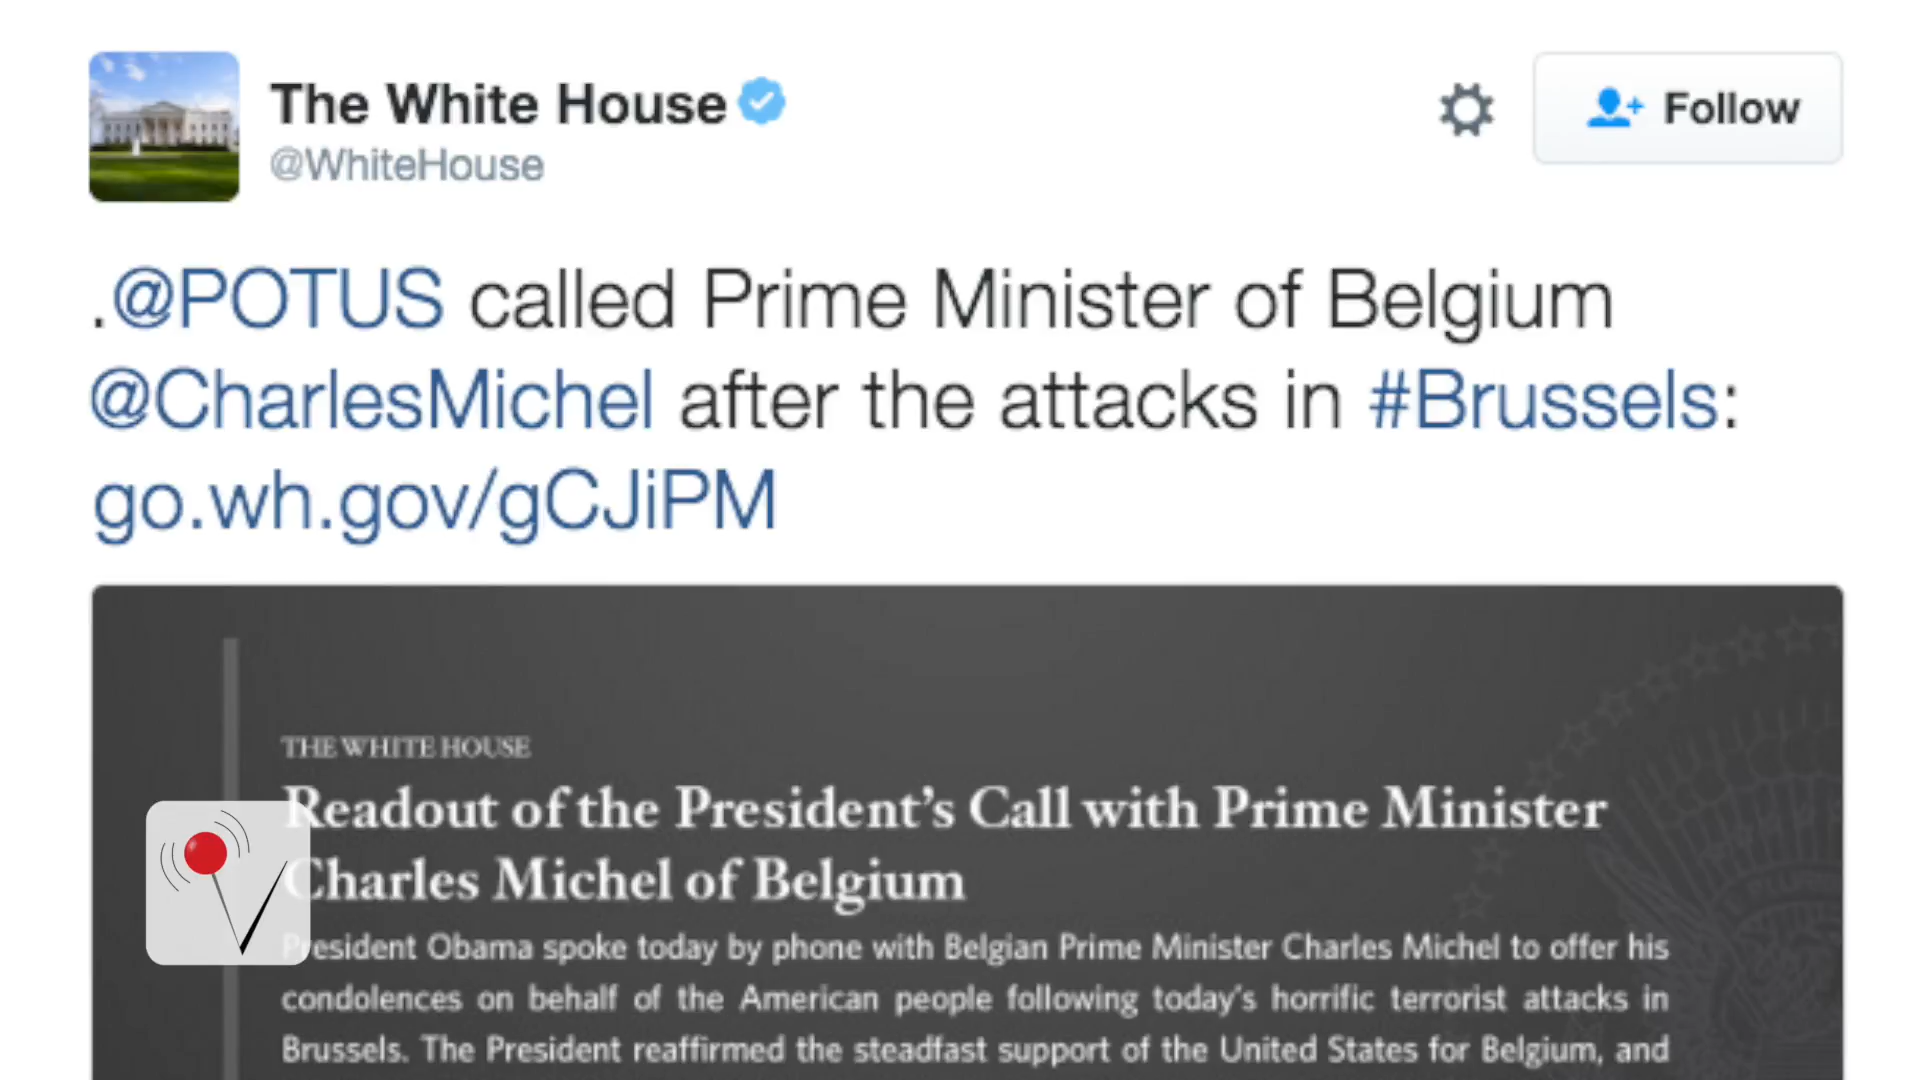 The White House
@WhiteHouse
Follow
.@POTUS called Prime Minister of Belgium
@CharlesMichel after the attacks in #Brussels:
go.wh.gov/gCJiPM
THE WHITE HOUSE
Readout of the President's Call with Prime Minister
Charles Michel of Belgium
President Obama spoke today by phone with Belgian Prime Minister Charles Michel to offer his
condolences on behalf of the American people following today's horrific terrorist attacks in
Brussels. The President reaffirmed the steadfast support of the United States for Belgium, and